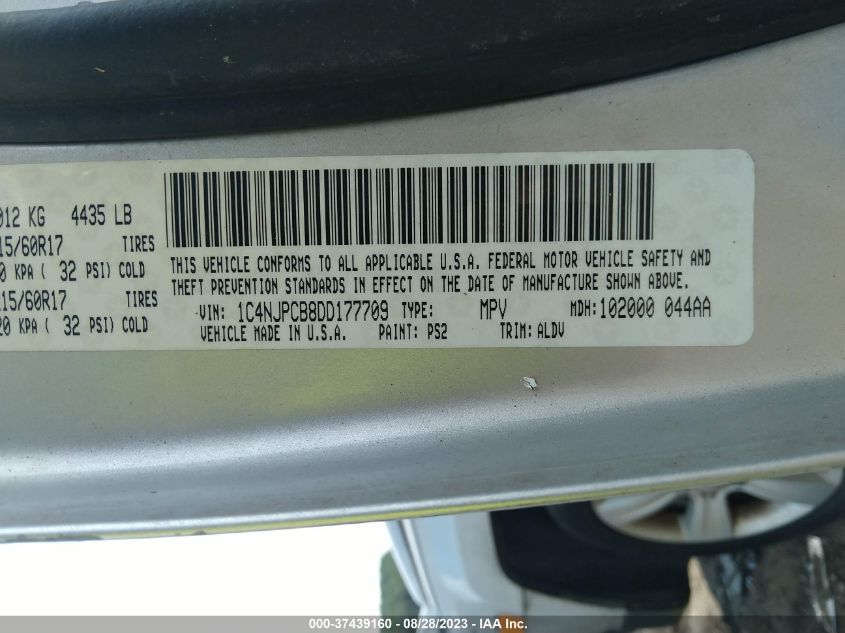 012 KG 4435 LB
15/60R17 TIRES
0 KPA ( 32 PSI) COLD
15/60R17 TIRES
20 KPA ( 32 PSI) COLD
THIS VEHICLE CONFORMS TO ALL APPLICABLE U.S.A. FEDERAL MOTOR VEHICLE SAFETY AND
THEFT PREVENTION STANDARDS IN EFFECT ON THE DATE OF MANUFACTURE SHOWN ABOVE.
VIN: 1C4NJPCB8DD177709 TYPE: MPV MDH: 102000 044AA
VEHICLE MADE IN U.S.A. PAINT: PS2 TRIM: ALDV
000-37439160 - 08/28/2023 - IAA Inc.